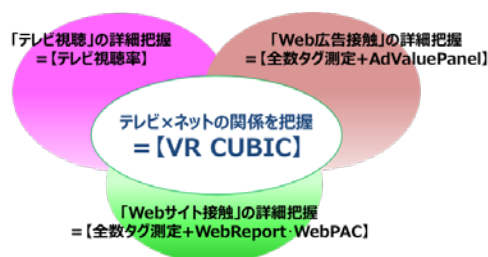 「テレビ視聴」の詳細把握
=【テレビ視聴率】
「Web広告接触」の詳細把握
=【全数タグ測定+AdValuePanel】
テレビ×ネットの関係を把握
=【VR CUBIC】
「Webサイト接触」の詳細把握
=【全数タグ測定+WebReport・WebPAC】